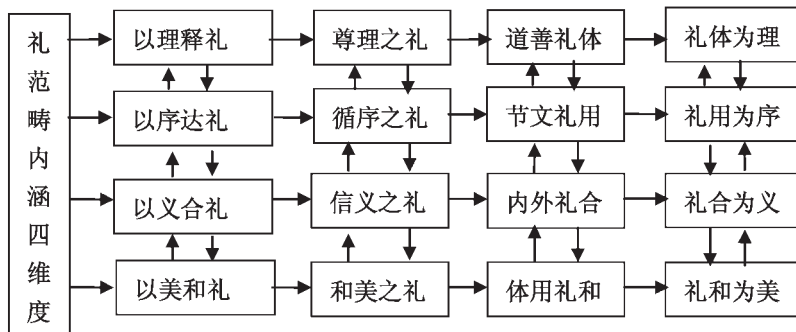 礼范畴内涵四维度
以理释礼 尊理之礼 道善礼体 礼体为理
以序达礼 循序之礼 节文礼用 礼用为序
以义合礼 信义之礼 内外礼合 礼合为义
以美和礼 和美之礼 体用礼和 礼和为美